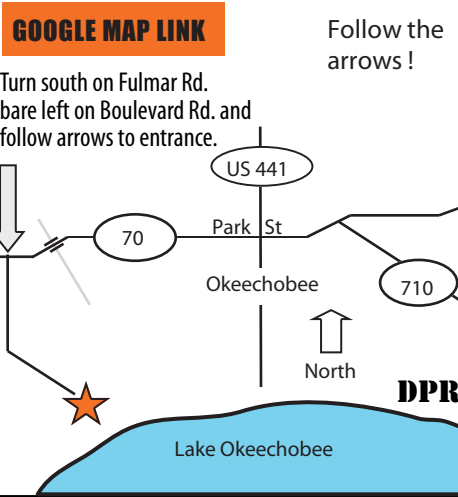 GOOGLE MAP LINK
Follow the
arrows !
Turn south on Fulmar Rd.
bare left on Boulevard Rd. and
follow arrows to entrance.
US 441
70
Park St
Okeechobee
710
North
DPR
Lake Okeechobee